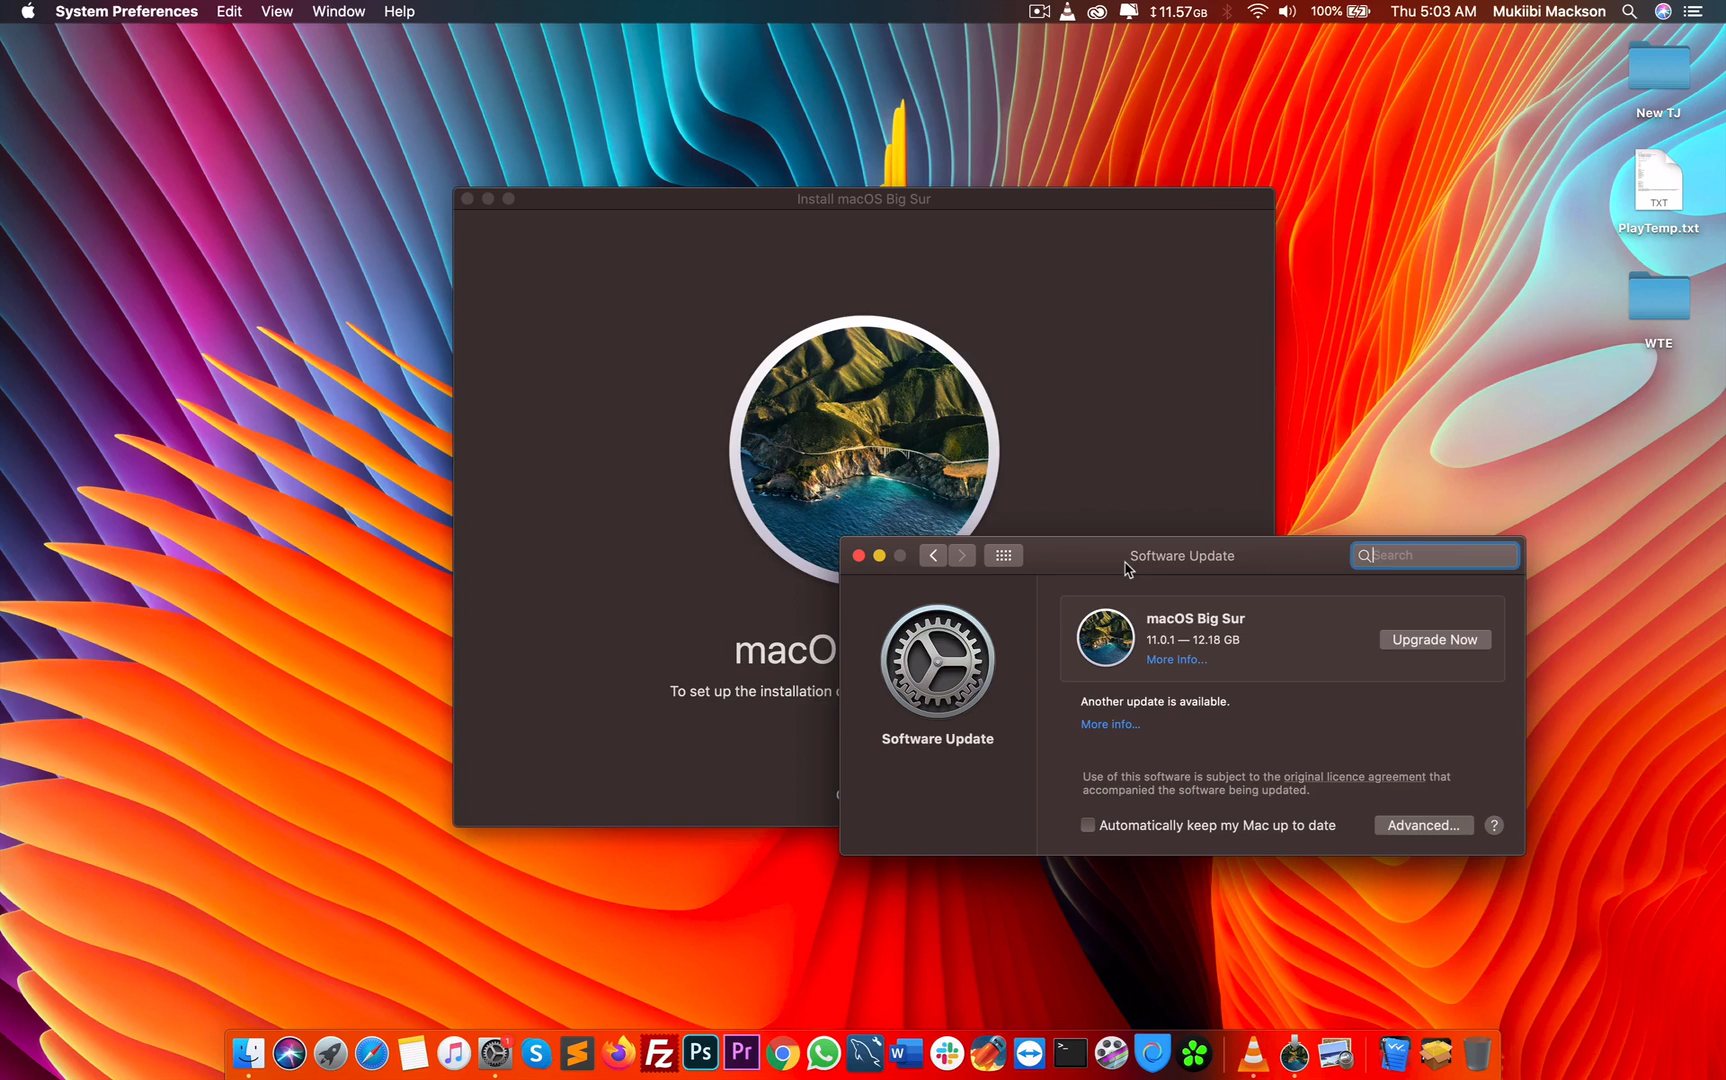 System Preferences Edit View Window Help
11.57GB 100% Thu 5:03 AM Mukiibi Mackson
New TJ
TXT
PlayTemp.txt
WTE
Install macOS Big Sur
macO
To set up the installation
Software Update
Search
Software Update
macOS Big Sur
11.0.1 — 12.18 GB
More info...
Upgrade Now
Another update is available.
More info...
Use of this software is subject to the original licence agreement that
accompanied the software being updated.
Automatically keep my Mac up to date
Advanced...
?
1
S
Fz
Ps
Pr
W
>_